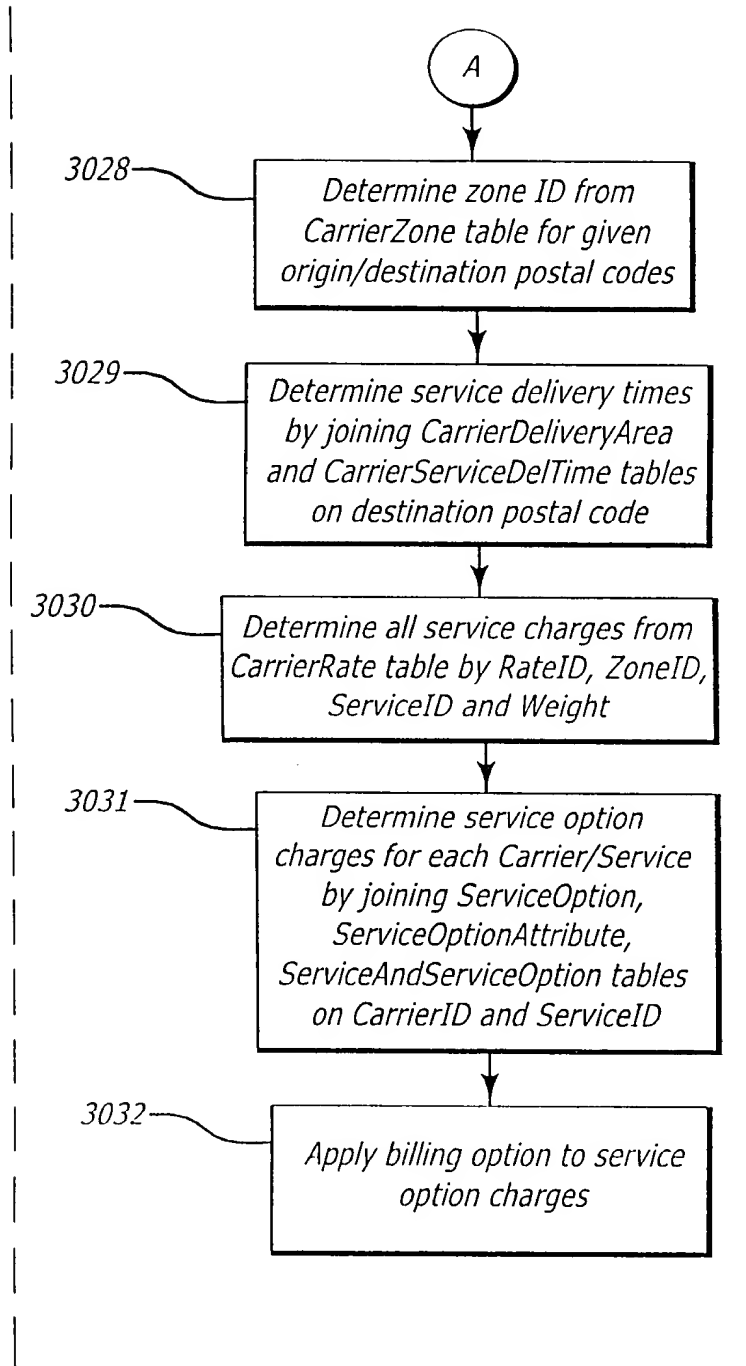 A
3028
Determine zone ID from
CarrierZone table for given
origin/destination postal codes
3029
Determine service delivery times
by joining CarrierDeliveryArea
and CarrierServiceDelTime tables
on destination postal code
3030
Determine all service charges from
CarrierRate table by RateID, ZoneID,
ServiceID and Weight
3031
Determine service option
charges for each Carrier/Service
by joining ServiceOption,
ServiceOptionAttribute,
ServiceAndServiceOption tables
on CarrierID and ServiceID
3032
Apply billing option to service
option charges